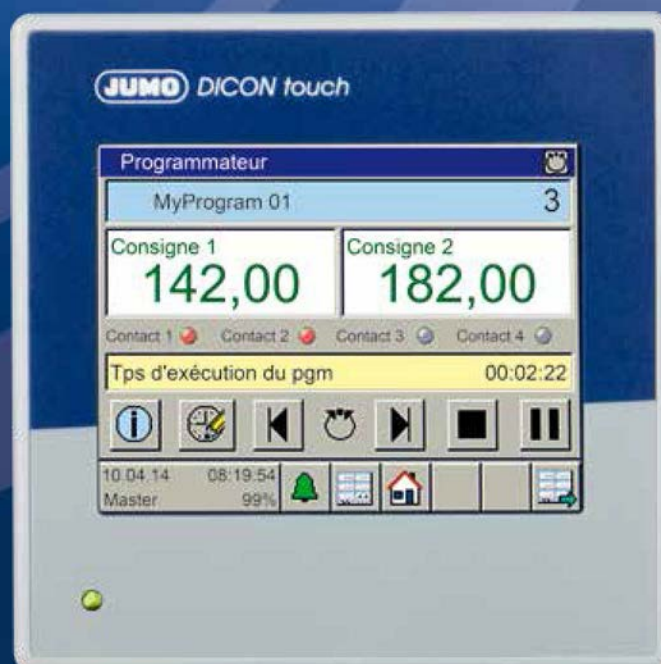 JUMO DICON touch
Programmateur
MyProgram 01 3
Consigne 1 Consigne 2
142,00 182,00
Contact 1 Contact 2 Contact 3 Contact 4
Tps d'exécution du pgm 00:02:22
10.04.14 08:19:54
Master 99%